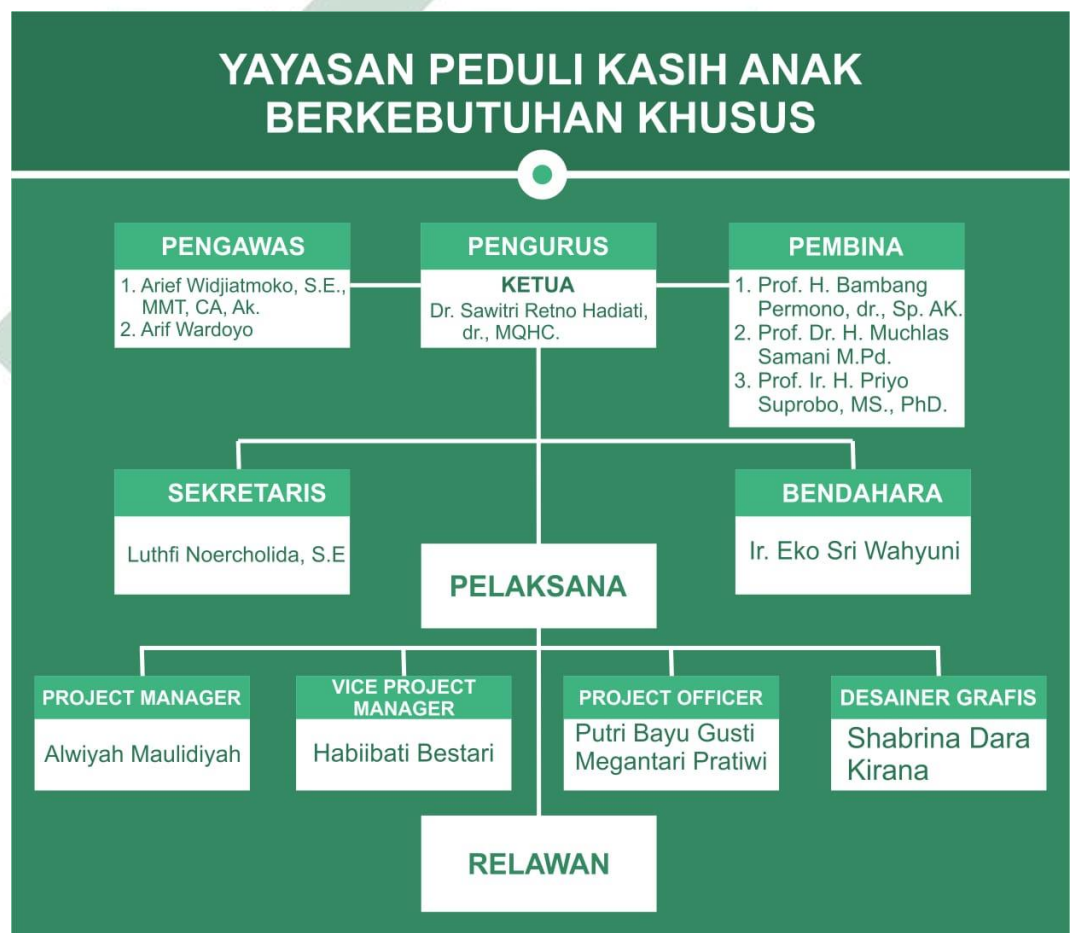 YAYASAN PEDULI KASIH ANAK
BERKEBUTUHAN KHUSUS
PENGAWAS
1. Arief Widjiatmoko, S.E.,
MMT, CA, Ak.
2. Arif Wardoyo
PENGURUS
KETUA
Dr. Sawitri Retno Hadiati,
dr., MQHC.
PEMBINA
1. Prof. H. Bambang
Permono, dr., Sp. AK.
2. Prof. Dr. H. Muchlas
Samani M.Pd.
3. Prof. Ir. H. Priyo
Suprobo, MS., PhD.
SEKRETARIS
Luthfi Noercholida, S.E
BENDAHARA
Ir. Eko Sri Wahyuni
PELAKSANA
PROJECT MANAGER
Alwiyah Maulidiyah
VICE PROJECT
MANAGER
Habiibati Bestari
PROJECT OFFICER
Putri Bayu Gusti
Megantari Pratiwi
DESAINER GRAFIS
Shabrina Dara
Kirana
RELAWAN